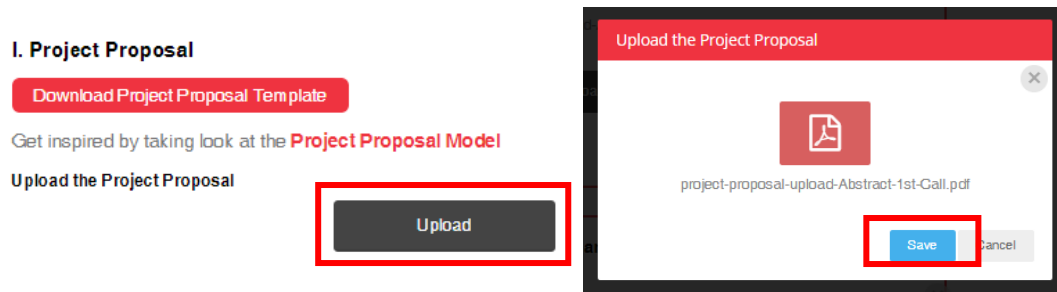 I. Project Proposal
Download Project Proposal Template
Get inspired by taking look at the Project Proposal Model
Upload the Project Proposal
Upload
Upload the Project Proposal
project-proposal-upload-Abstract-1st-Call.pdf
Save
Cancel